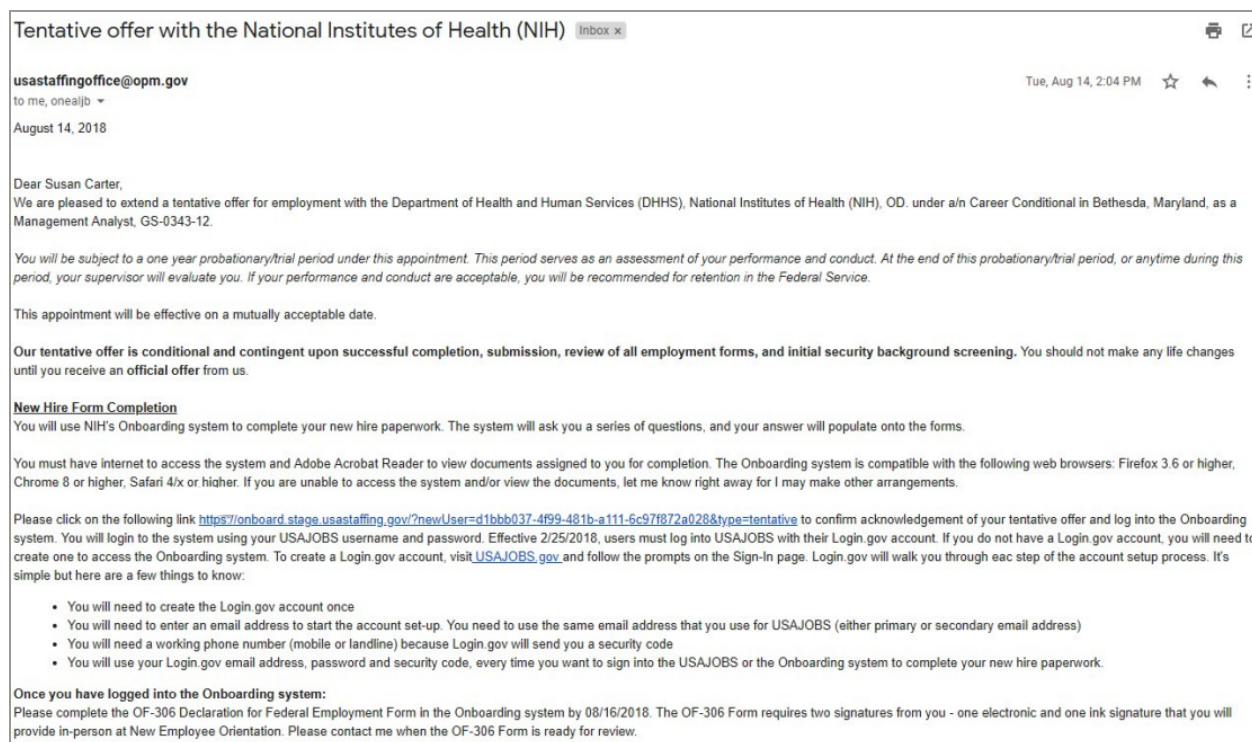 Tentative offer with the National Institutes of Health (NIH) Inbox x
usastaffingoffice@opm.gov
Tue, Aug 14, 2:04 PM
to me, onealjb
August 14, 2018
Dear Susan Carter,
We are pleased to extend a tentative offer for employment with the Department of Health and Human Services (DHHS), National Institutes of Health (NIH), OD. under a/n Career Conditional in Bethesda, Maryland, as a
Management Analyst, GS-0343-12.
You will be subject to a one year probationary/trial period under this appointment. This period serves as an assessment of your performance and conduct. At the end of this probationary/trial period, or anytime during this
period, your supervisor will evaluate you. If your performance and conduct are acceptable, you will be recommended for retention in the Federal Service.
This appointment will be effective on a mutually acceptable date.
Our tentative offer is conditional and contingent upon successful completion, submission, review of all employment forms, and initial security background screening. You should not make any life changes
until you receive an official offer from us.
New Hire Form Completion
You will use NIH's Onboarding system to complete your new hire paperwork. The system will ask you a series of questions, and your answer will populate onto the forms.
You must have internet to access the system and Adobe Acrobat Reader to view documents assigned to you for completion. The Onboarding system is compatible with the following web browsers: Firefox 3.6 or higher,
Chrome 8 or higher, Safari 4/x or higher. If you are unable to access the system and/or view the documents, let me know right away for I may make other arrangements.
Please click on the following link https://onboard.stage.usastaffing.gov/?newUser=d1bbb037-4f99-481b-a111-6c97f872a028&type=tentative to confirm acknowledgement of your tentative offer and log into the Onboarding
system. You will login to the system using your USAJOBS username and password. Effective 2/25/2018, users must log into USAJOBS with their Login.gov account. If you do not have a Login.gov account, you will need to
create one to access the Onboarding system. To create a Login.gov account, visit USAJOBS.gov and follow the prompts on the Sign-In page. Login.gov will walk you through eac step of the account setup process. It's
simple but here are a few things to know:
• You will need to create the Login.gov account once
• You will need to enter an email address to start the account set-up. You need to use the same email address that you use for USAJOBS (either primary or secondary email address)
• You will need a working phone number (mobile or landline) because Login.gov will send you a security code
• You will use your Login.gov email address, password and security code, every time you want to sign into the USAJOBS or the Onboarding system to complete your new hire paperwork.
Once you have logged into the Onboarding system:
Please complete the OF-306 Declaration for Federal Employment Form in the Onboarding system by 08/16/2018. The OF-306 Form requires two signatures from you - one electronic and one ink signature that you will
provide in-person at New Employee Orientation. Please contact me when the OF-306 Form is ready for review.